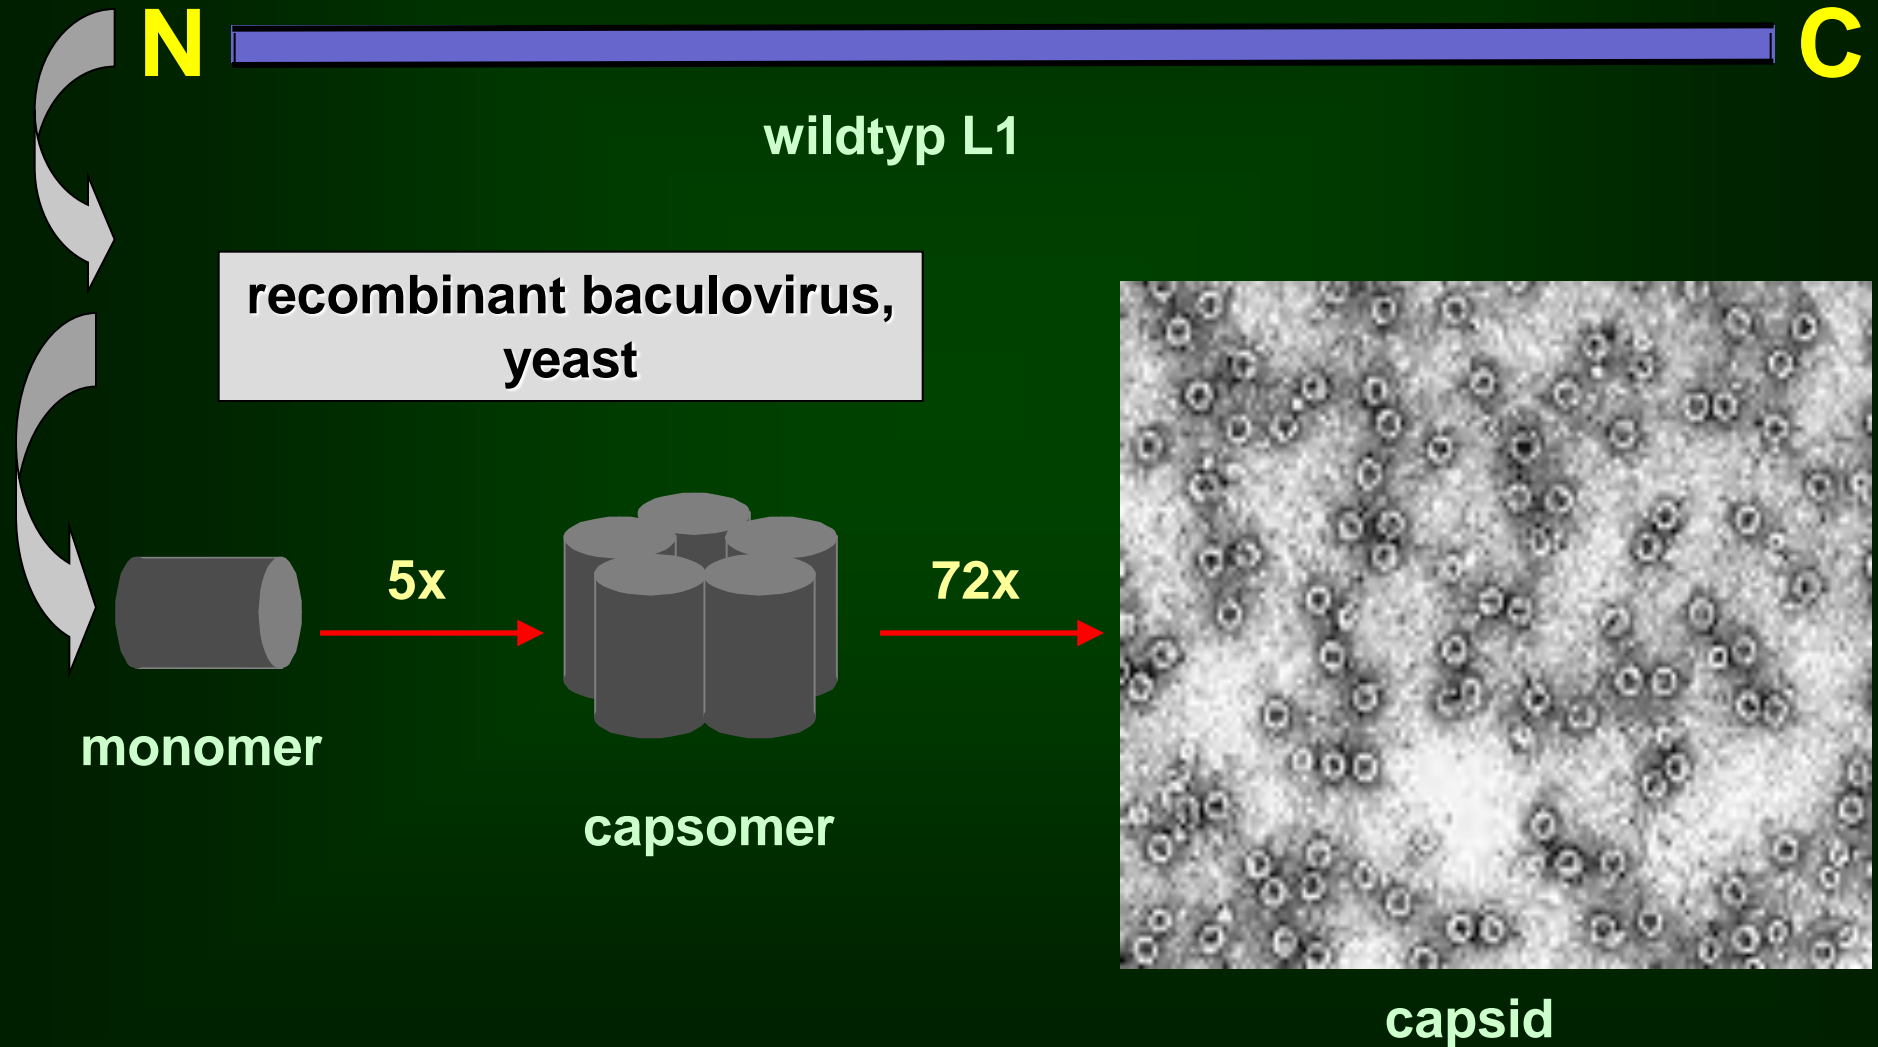 N C
wildtyp L1
recombinant baculovirus,
yeast
5x
72x
monomer
capsomer
capsid